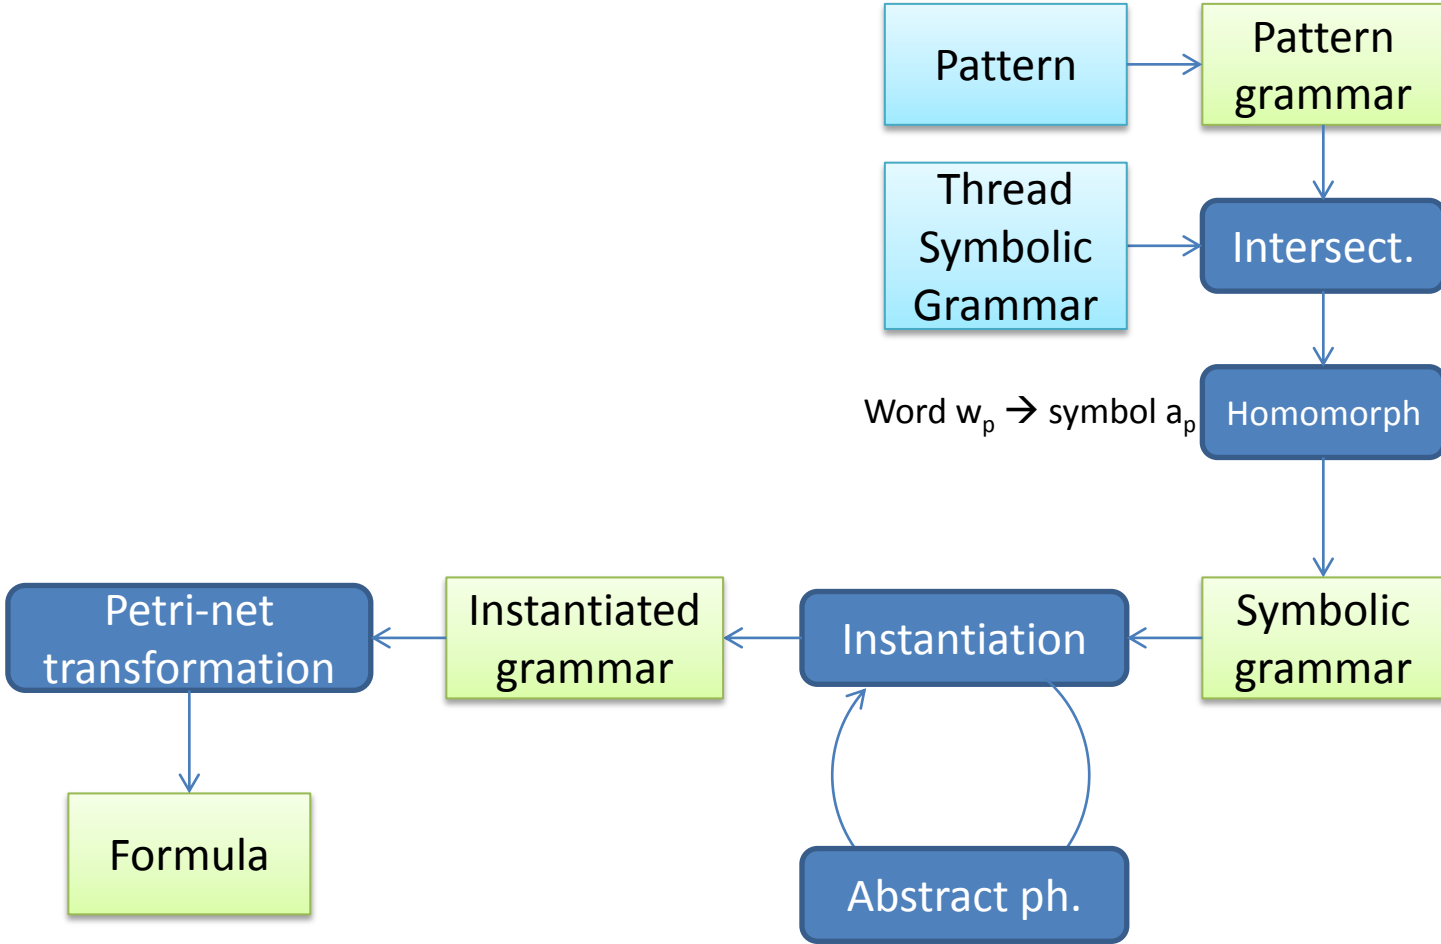 Pattern
Pattern
grammar
Thread
Symbolic
Grammar
Intersect.
Word wp → symbol ap
Homomorph
Petri-net
transformation
Instantiated
grammar
Instantiation
Symbolic
grammar
Formula
Abstract ph.